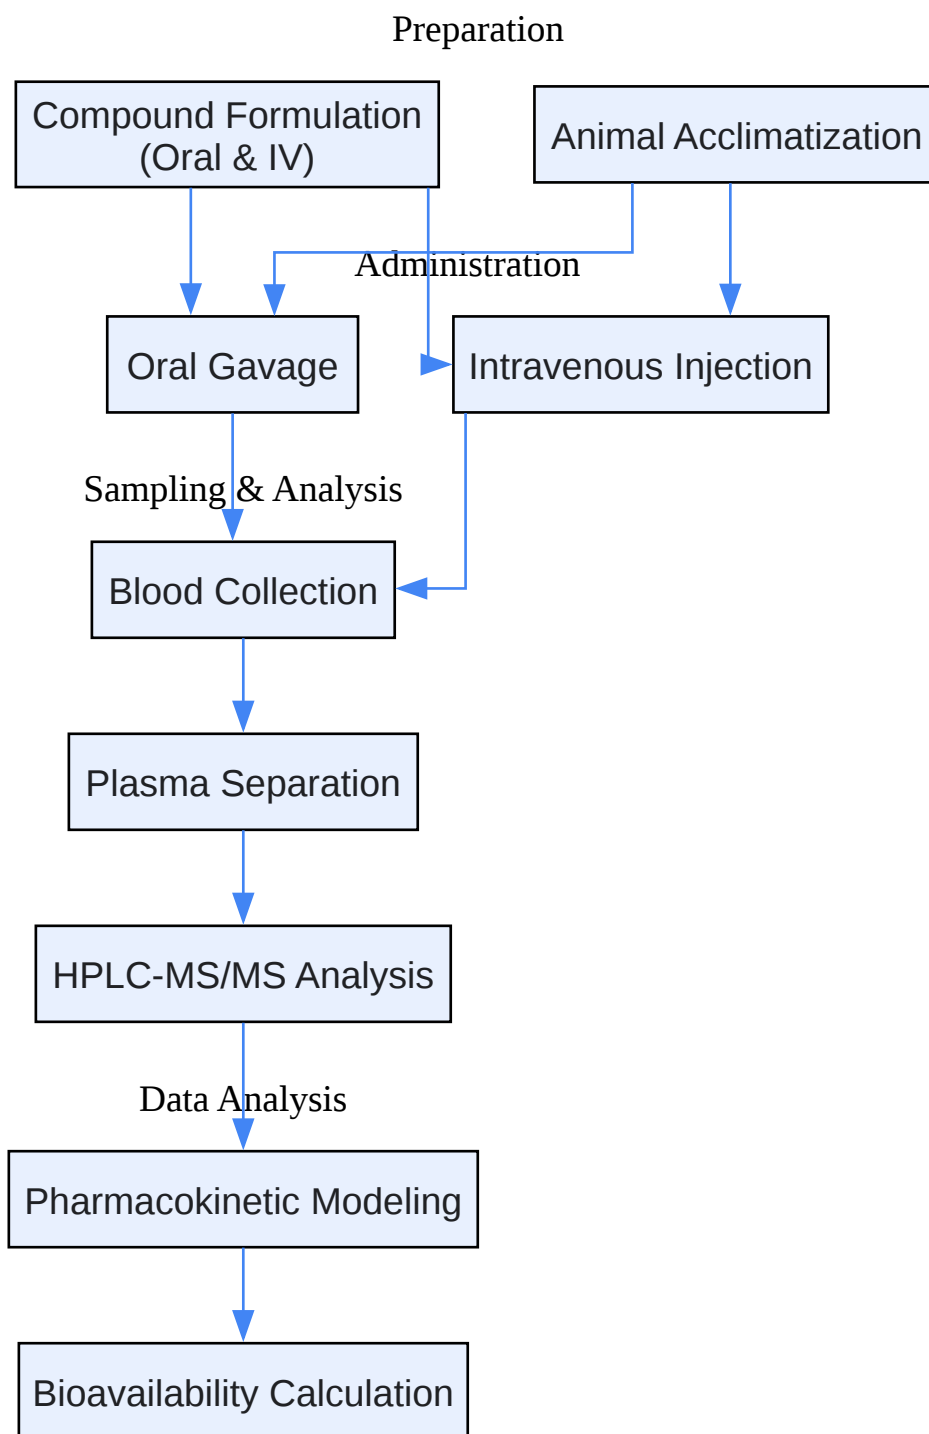 Preparation
Compound Formulation
(Oral & IV)
Animal Acclimatization
Administration
Oral Gavage
Intravenous Injection
Sampling & Analysis
Blood Collection
Plasma Separation
HPLC-MS/MS Analysis
Data Analysis
Pharmacokinetic Modeling
Bioavailability Calculation